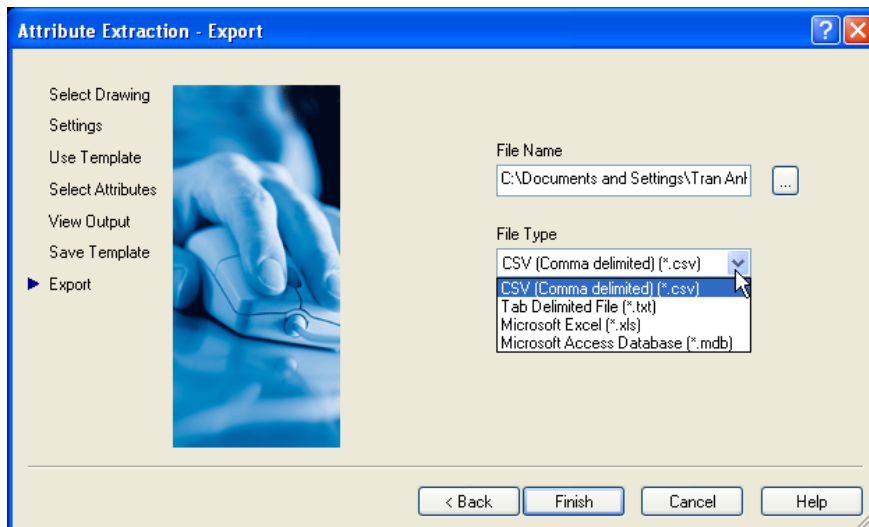 Attribute Extraction - Export
Select Drawing
Settings
Use Template
Select Attributes
View Output
Save Template
Export
File Name
C:\Documents and Settings\Tran Anh
...
File Type
CSV (Comma delimited) (*.csv)
CSV (Comma delimited) (*.csv)
Tab Delimited File (*.txt)
Microsoft Excel (*.xls)
Microsoft Access Database (*.mdb)
< Back Finish Cancel Help